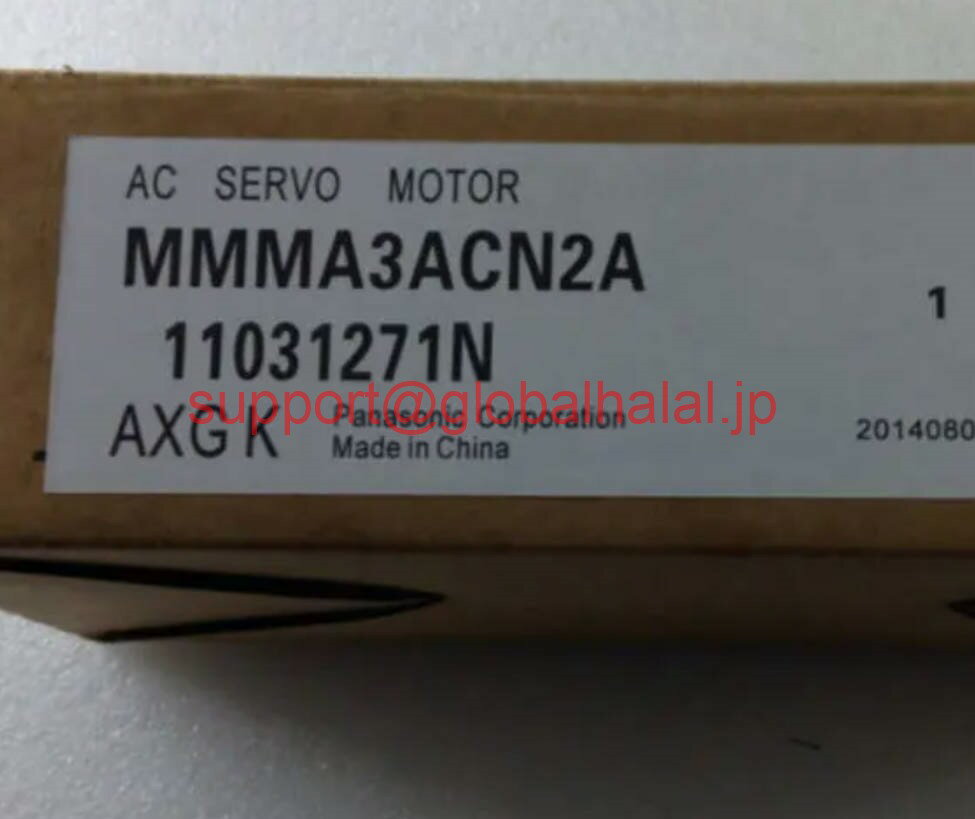 AC SERVO MOTOR
MMMA3ACN2A
1
11031271N
support@globalhalal.jp
AXGK Panasonic Corporation
Made in China
2014080